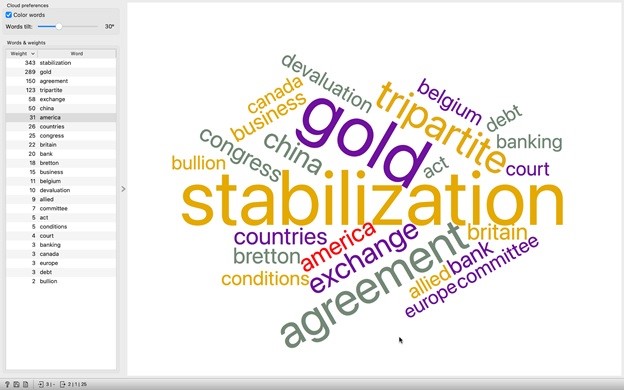 Cloud preferences
Color words
Words tilt: 30°
Words & weights
Weight Word
343 stabilization
289 gold
150 agreement
123 tripartite
58 exchange
50 china
31 america
26 countries
25 congress
22 britain
20 bank
18 bretton
15 business
11 belgium
10 devaluation
9 allied
7 committee
5 act
5 conditions
4 court
3 banking
3 canada
3 europe
3 debt
2 bullion
devaluation
canada
business
gold
tripartite
belgium
debt
banking
congress
china
act
court
bullion
stabilization
countries
america
exchange
britain
bretton
agreement
bank
conditions
allied
committee
europe
3 | - 2 | 1 | 25